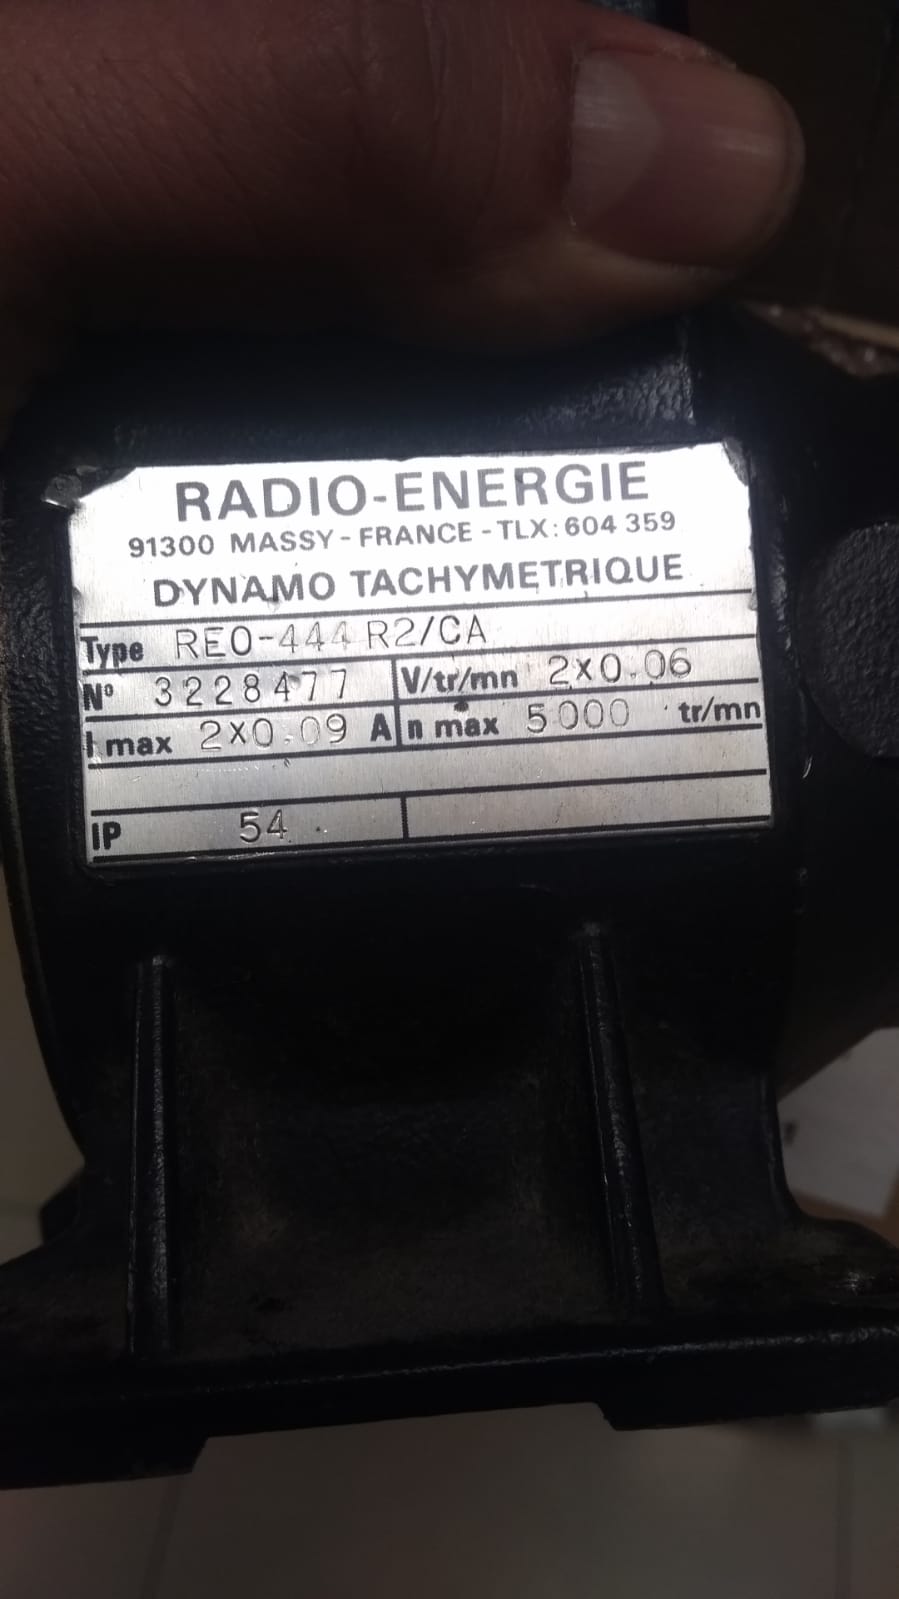 RADIO-ENERGIE
91300 MASSY - FRANCE - TLX: 604 359
DYNAMO TACHYMETRIQUE
Type REO-444 R2/CA
Nº 3228477 V/tr/mn 2X0.06
I max 2X0.09 A n max 5000 tr/mn
IP 54